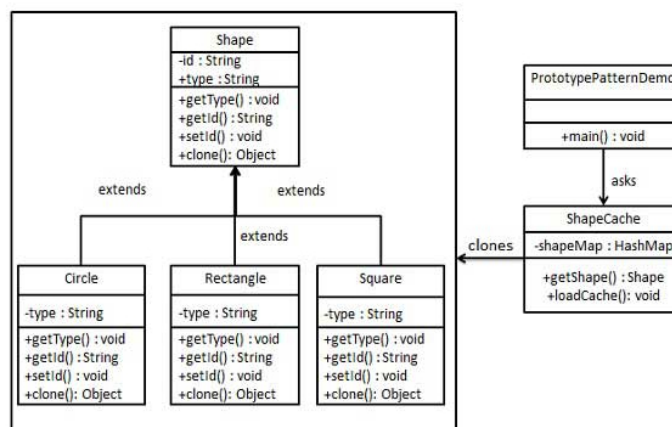 Shape
-id : String
+type : String
+getType() : void
+getId() : String
+setId() : void
+clone(): Object
extends
extends
extends
Circle
-type : String
+getType() : void
+getId() : String
+setId() : void
+clone(): Object
Rectangle
-type : String
+getType() : void
+getId() : String
+setId() : void
+clone(): Object
Square
-type : String
+getType() : void
+getId() : String
+setId() : void
+clone(): Object
clones
PrototypePatternDemo
+main() : void
asks
ShapeCache
-shapeMap : HashMap
+getShape() : Shape
+loadCache(): void